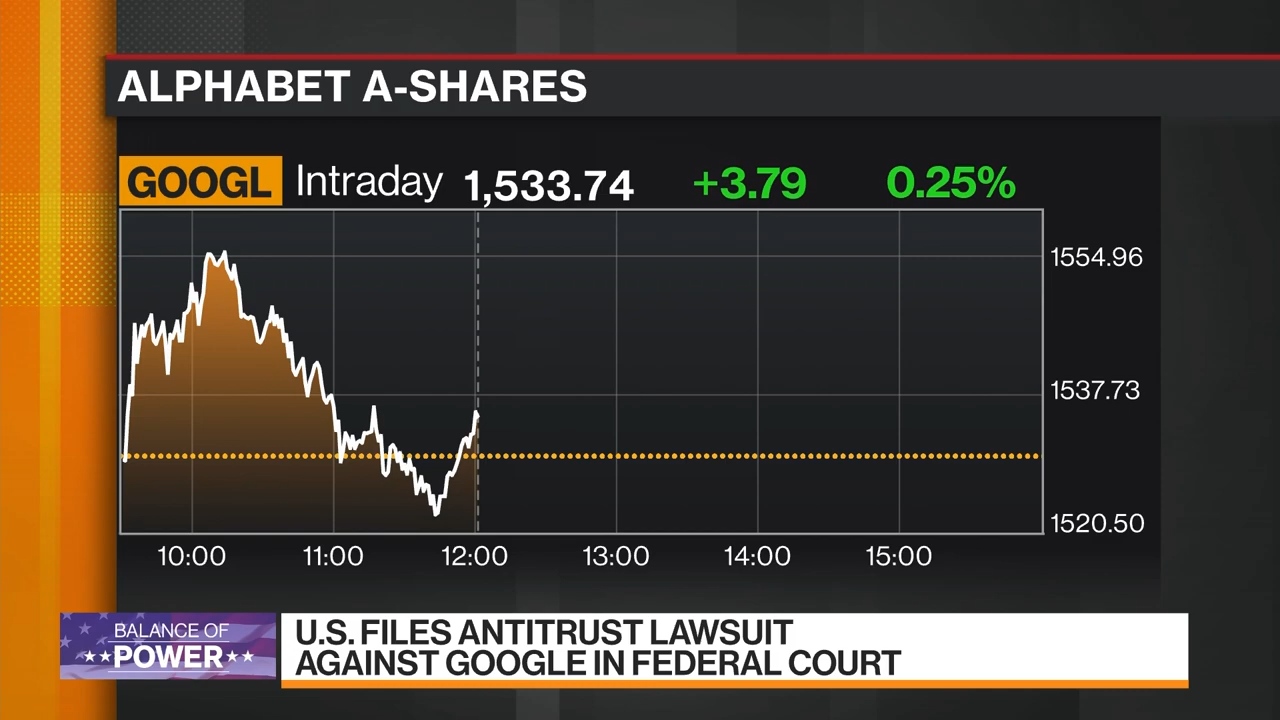 ALPHABET A-SHARES
GOOGL Intraday 1,533.74 +3.79 0.25%
1554.96
1537.73
1520.50
10:00 11:00 12:00 13:00 14:00 15:00
BALANCE OF
POWER
U.S. FILES ANTITRUST LAWSUIT
AGAINST GOOGLE IN FEDERAL COURT